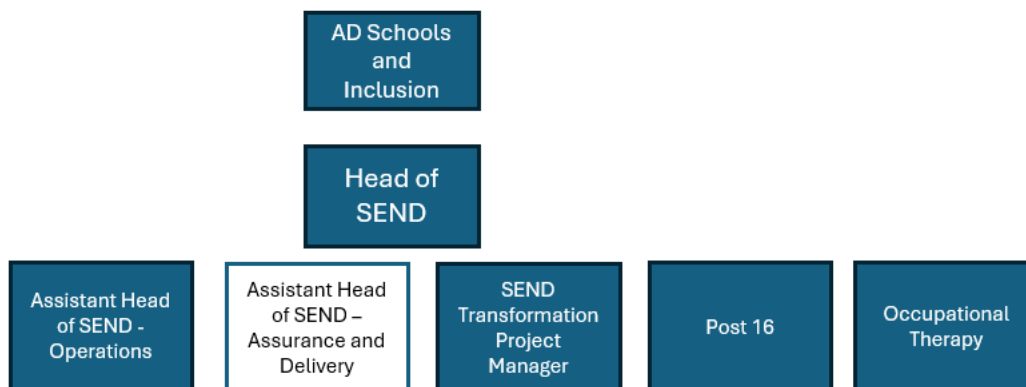 AD Schools
and
Inclusion
Head of
SEND
Assistant Head
of SEND -
Operations
Assistant Head
of SEND –
Assurance and
Delivery
SEND
Transformation
Project
Manager
Post 16
Occupational
Therapy